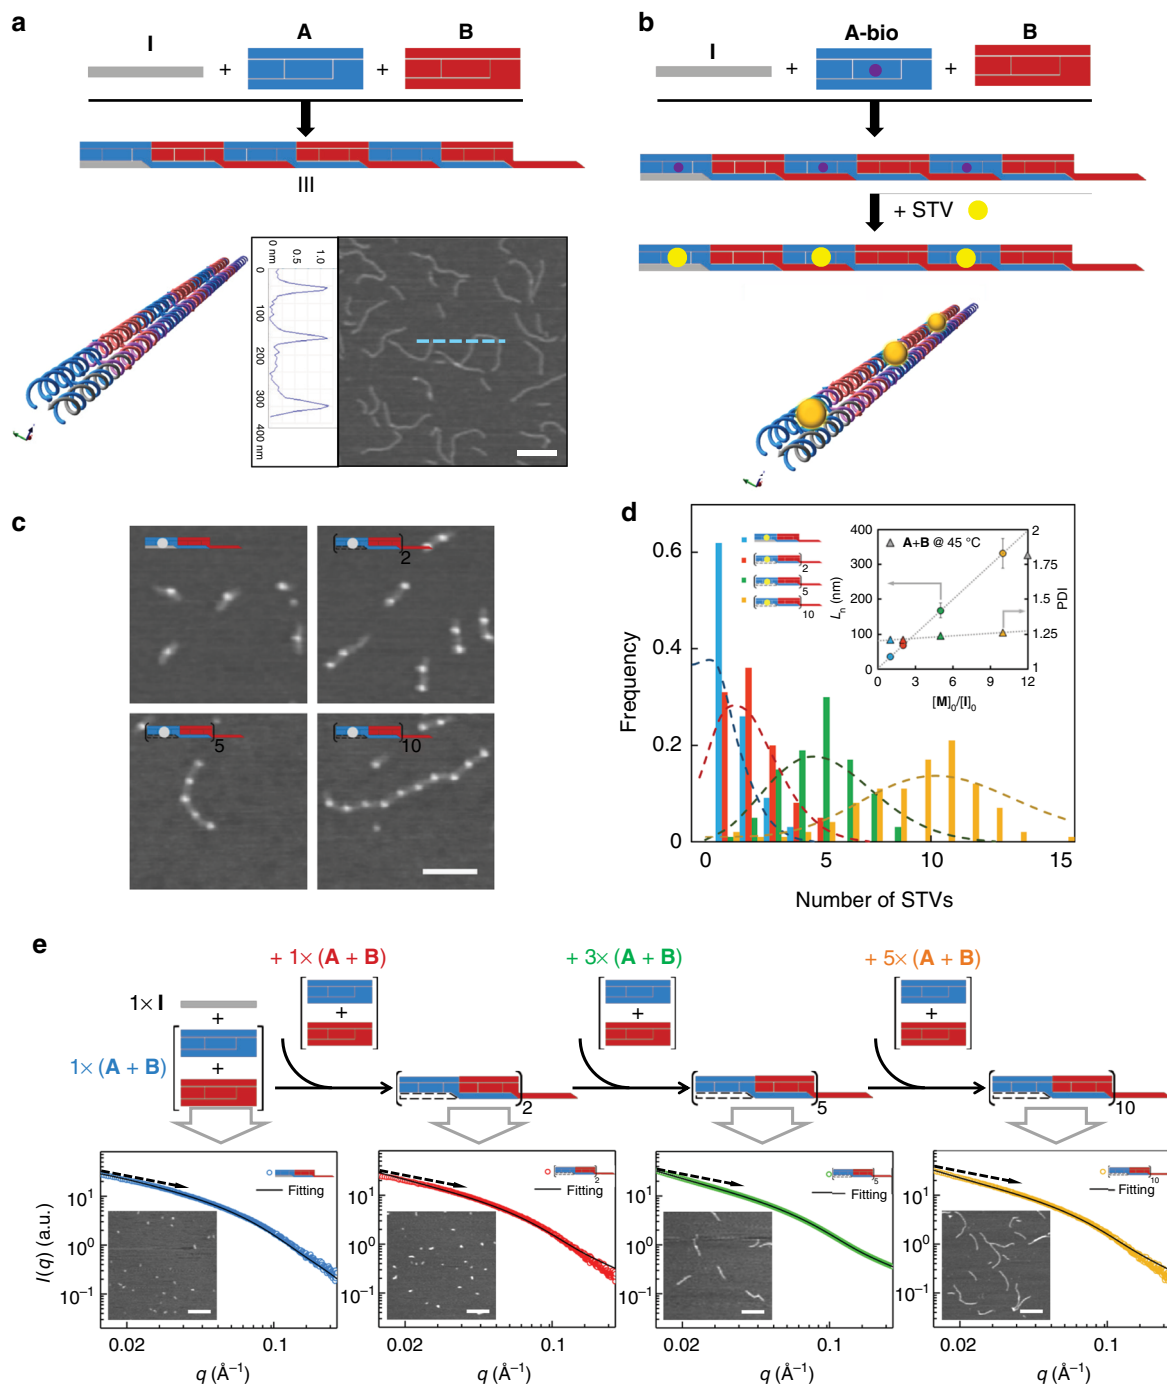 a
I
+
A
+
B
III
0 nm
0.5
1.0
0
100
200
300
400 nm
b
I
+
A-bio
+
B
+ STV
c
2
5
10
d
0.6
0.4
0.2
0
Frequency
0
5
10
15
Number of STVs
2
5
10
A+B @ 45 °C
400
300
200
100
0
Lₙ (nm)
2
1.75
1.5
1.25
1
PDI
0
3
6
9
12
[M]₀/[I]₀
e
+ 1× (A + B)
+ 3× (A + B)
+ 5× (A + B)
1× I
+
1× (A + B)
+
+
+
+
2
5
10
I(q) (a.u.)
10¹
10⁰
10⁻¹
Fitting
0.02
0.1
q (Å⁻¹)
10¹
10⁰
10⁻¹
2
Fitting
0.02
0.1
q (Å⁻¹)
10¹
10⁰
10⁻¹
5
Fitting
0.02
0.1
q (Å⁻¹)
10¹
10⁰
10⁻¹
10
Fitting
0.02
0.1
q (Å⁻¹)